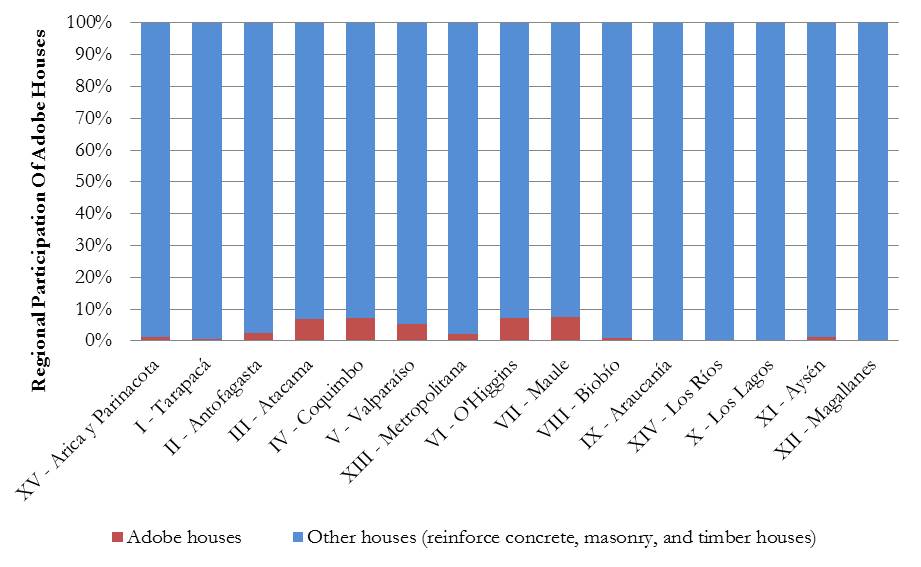 Regional Participation Of Adobe Houses
100%
90%
80%
70%
60%
50%
40%
30%
20%
10%
0%
XV - Arica y Parinacota
I - Tarapacá
II - Antofagasta
III - Atacama
IV - Coquimbo
V - Valparaíso
XIII - Metropolitana
VI - O'Higgins
VII - Maule
VIII - Biobío
IX - Araucanía
XIV - Los Ríos
X - Los Lagos
XI - Aysén
XII - Magallanes
Adobe houses
Other houses (reinforce concrete, masonry, and timber houses)